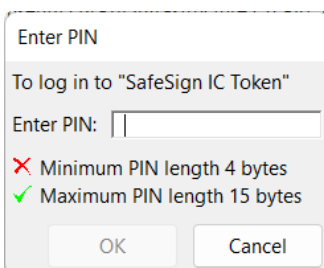 Enter PIN
To log in to "SafeSign IC Token"
Enter PIN:
Minimum PIN length 4 bytes
Maximum PIN length 15 bytes
OK Cancel